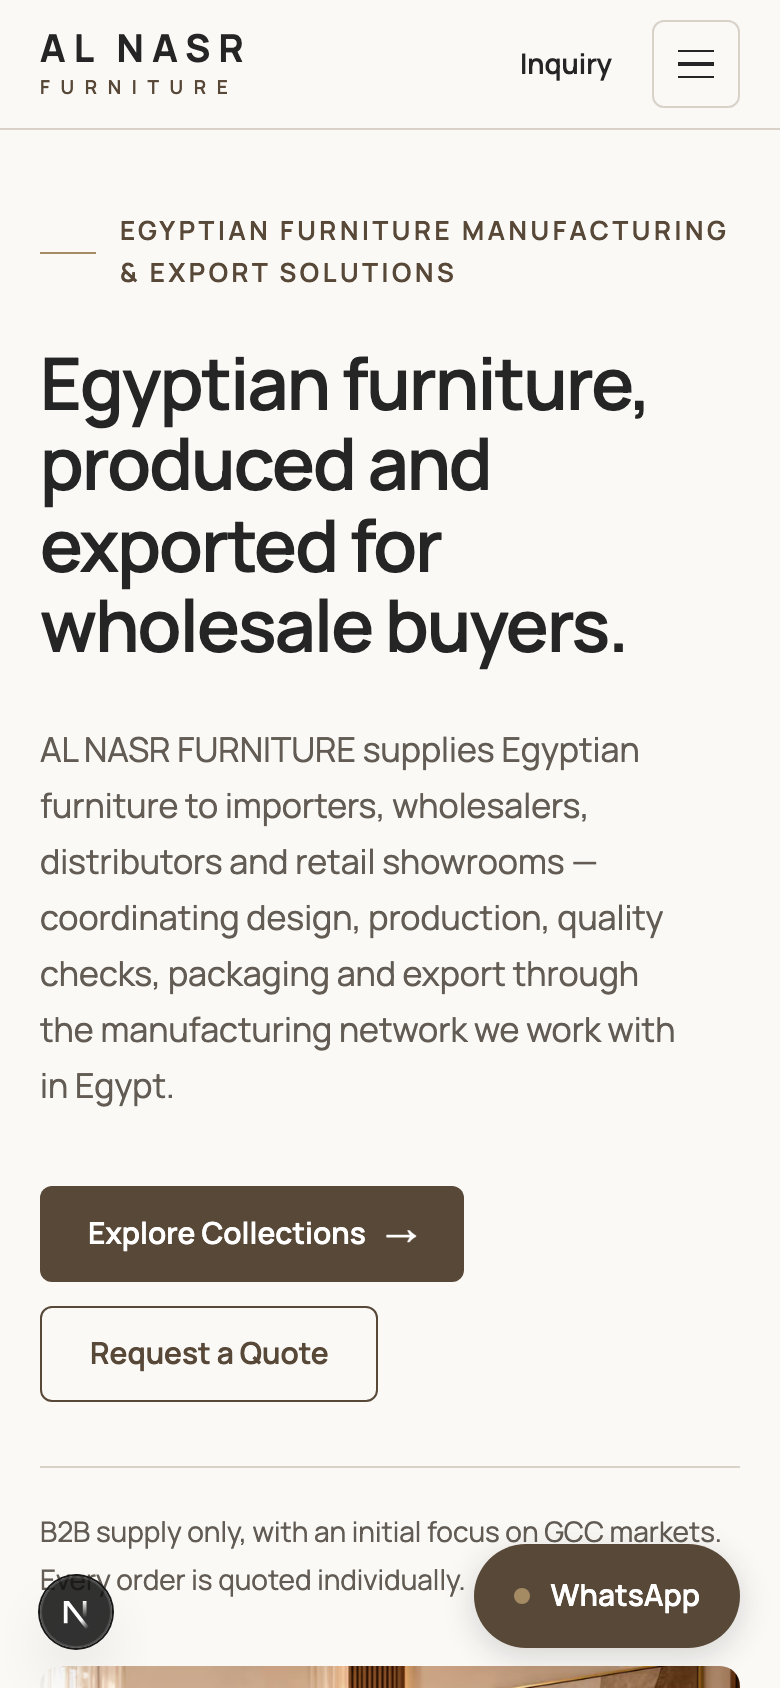 AL NASR
FURNITURE
Inquiry
EGYPTIAN FURNITURE MANUFACTURING
& EXPORT SOLUTIONS
Egyptian furniture,
produced and
exported for
wholesale buyers.
AL NASR FURNITURE supplies Egyptian
furniture to importers, wholesalers,
distributors and retail showrooms —
coordinating design, production, quality
checks, packaging and export through
the manufacturing network we work with
in Egypt.
Explore Collections →
Request a Quote
B2B supply only, with an initial focus on GCC markets.
Every order is quoted individually.
N
WhatsApp